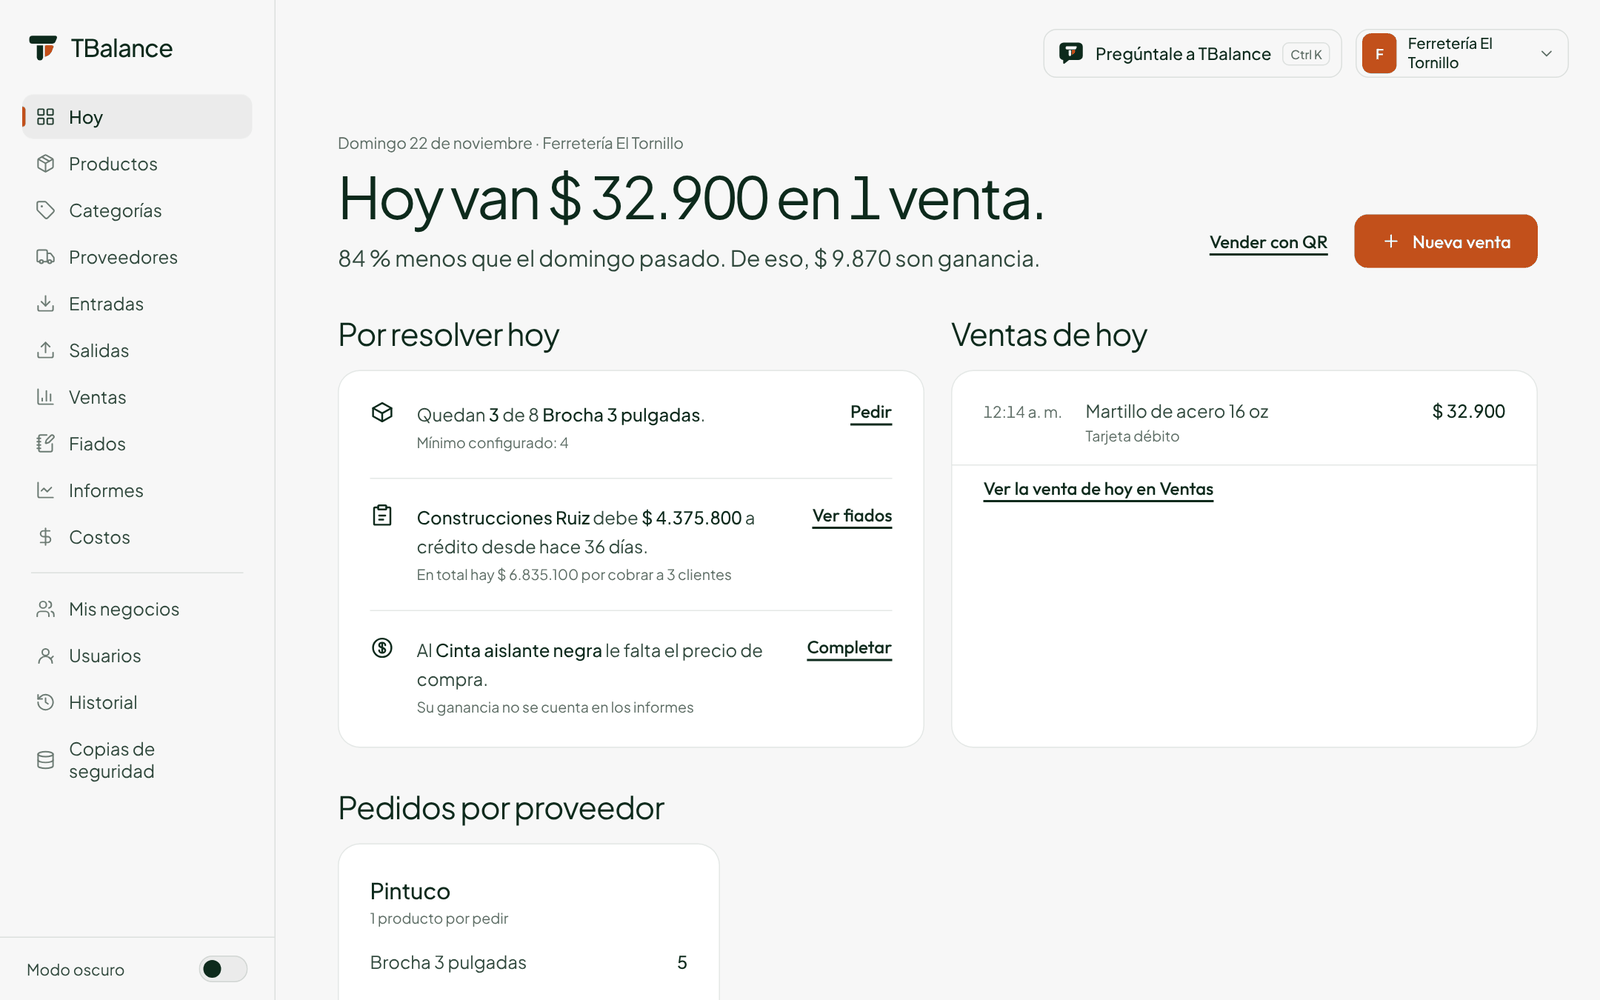 TBalance
Hoy
Productos
Categorías
Proveedores
Entradas
Salidas
Ventas
Fiados
Informes
Costos
Mis negocios
Usuarios
Historial
Copias de
seguridad
Modo oscuro
Pregúntale a TBalance
Ctrl K
F
Ferretería El
Tornillo
Domingo 22 de noviembre · Ferretería El Tornillo
Hoy van $ 32.900 en 1 venta.
84 % menos que el domingo pasado. De eso, $ 9.870 son ganancia.
Vender con QR
Nueva venta
Por resolver hoy
Quedan 3 de 8 Brocha 3 pulgadas.
Mínimo configurado: 4
Pedir
Construcciones Ruiz debe $ 4.375.800 a
crédito desde hace 36 días.
En total hay $ 6.835.100 por cobrar a 3 clientes
Ver fiados
Al Cinta aislante negra le falta el precio de
compra.
Su ganancia no se cuenta en los informes
Completar
Ventas de hoy
12:14 a. m.
Martillo de acero 16 oz
$ 32.900
Tarjeta débito
Ver la venta de hoy en Ventas
Pedidos por proveedor
Pintuco
1 producto por pedir
Brocha 3 pulgadas
5